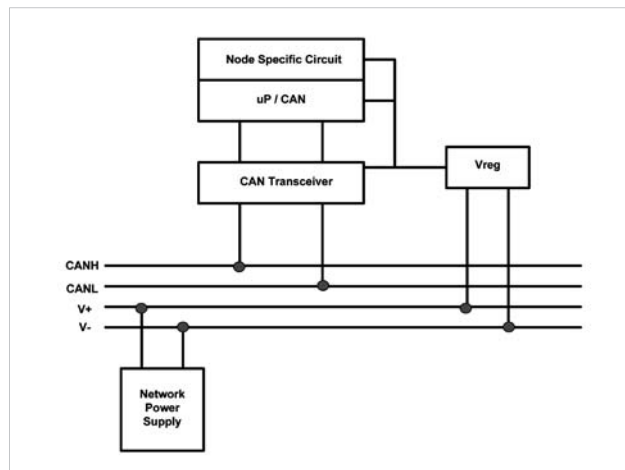 Node Specific Circuit
uP / CAN
CAN Transceiver
Vreg
CANH
CANL
V+
V-
Network
Power
Supply